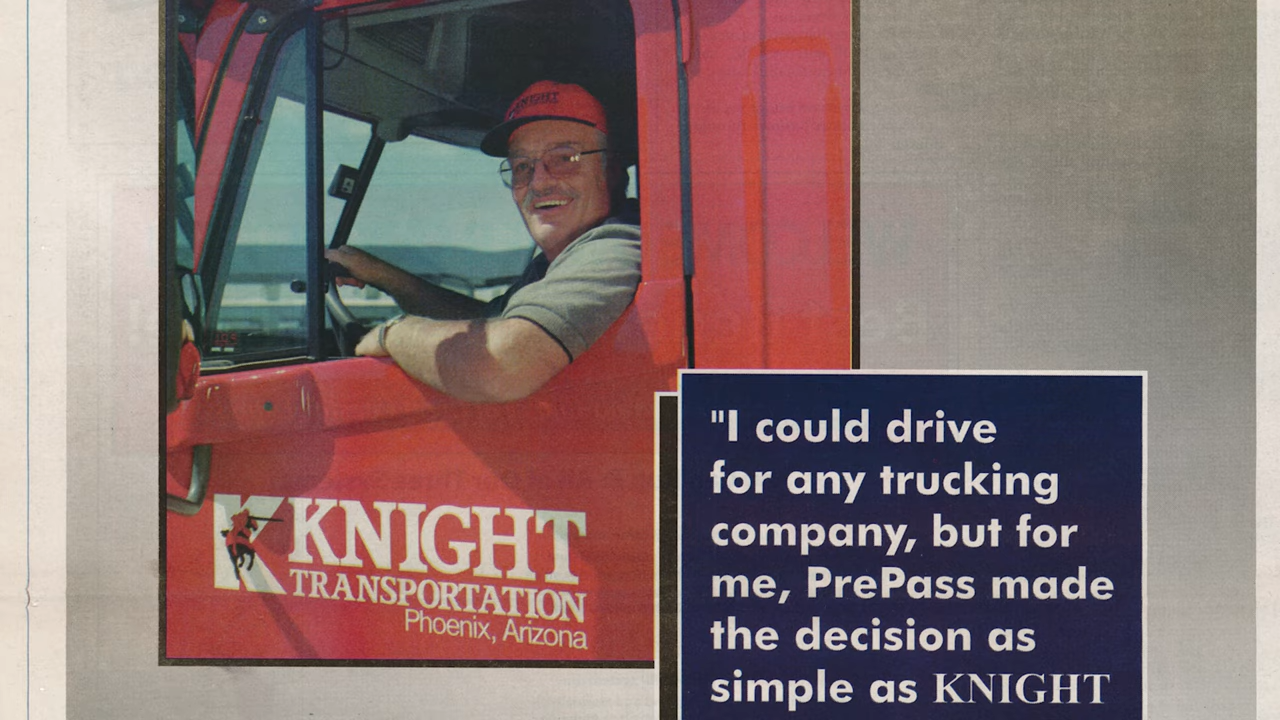 KNIGHT
KNIGHT
TRANSPORTATION
Phoenix, Arizona
"I could drive
for any trucking
company, but for
me, PrePass made
the decision as
simple as KNIGHT